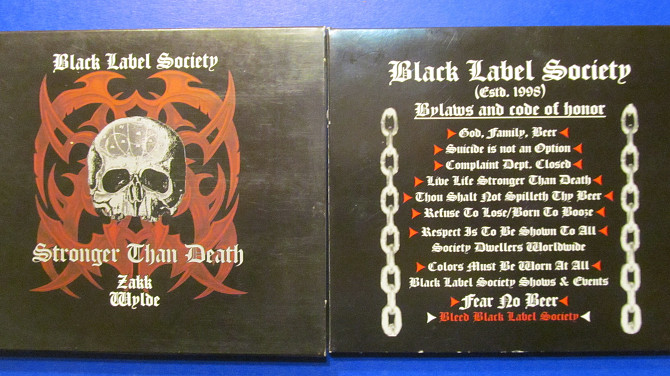 Black Label Society
Stronger Than Death
Zakk
Wylde
Black Label Society
(Estd. 1998)
Bylaws and code of honor
God, Family, Beer
Suicide is not an Option
Complaint Dept. Closed
Live Life Stronger Than Death
Thou Shalt Not Spilleth Thy Beer
Refuse To Lose/Born To Booze
Respect Is To Be Shown To All
Society Dwellers Worldwide
Colors Must Be Worn At All
Black Label Society Shows & Events
Fear No Beer
Bleed Black Label Society